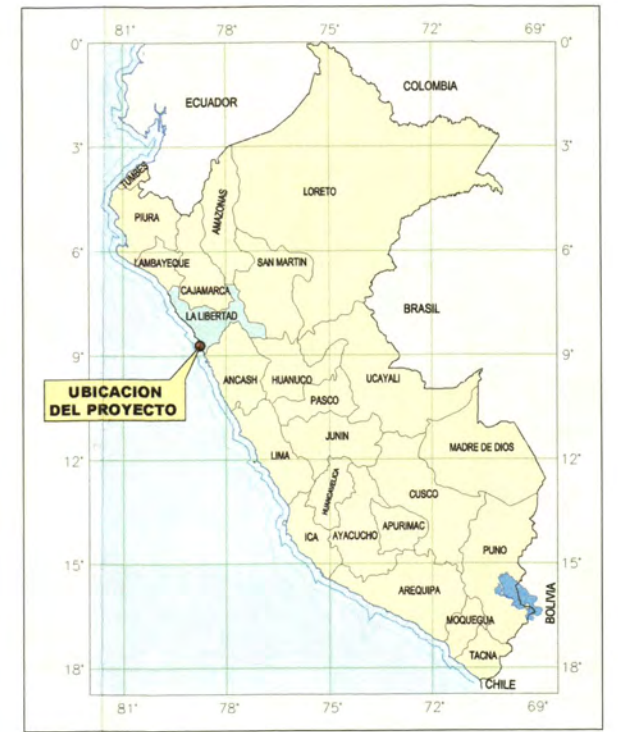 81° 78° 75° 72° 69°
0° 0°
COLOMBIA
ECUADOR
3° 3°
TUMBES
LORETO
AMAZONAS
PIURA
6° 6°
LAMBAYEQUE SAN MARTIN
CAJAMARCA
BRASIL
LA LIBERTAD
9° 9°
ANCASH HUANUCO UCAYALI
UBICACION
DEL PROYECTO
PASCO
JUNIN
MADRE DE DIOS
LIMA
12° 12°
HUANCAVELICA
CUSCO
APURIMAC
ICA AYACUCHO
PUNO
15° 15°
AREQUIPA
BOLIVIA
MOQUEGUA
TACNA
18° 18°
CHILE
81° 78° 75° 72° 69°